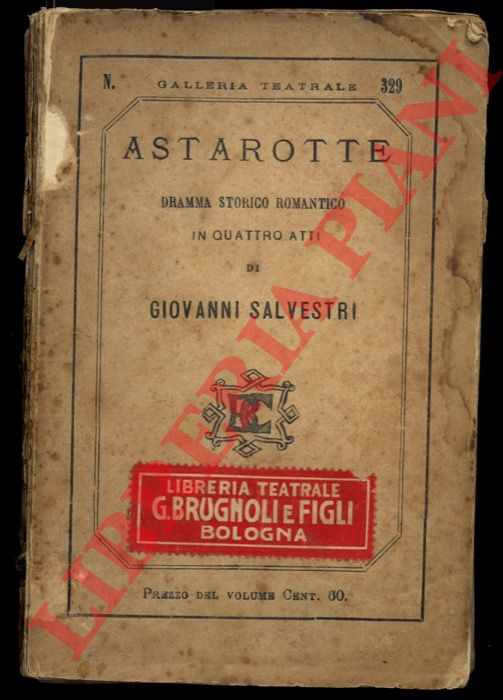 N. GALLERIA TEATRALE 329
ASTAROTTE
DRAMMA STORICO ROMANTICO
IN QUATTRO ATTI
DI
GIOVANNI SALVESTRI
LIBRERIA TEATRALE
G. BRUGNOLI E FIGLI
BOLOGNA
PREZZO DEL VOLUME CENT. 60.
LIBRERIA PIANI